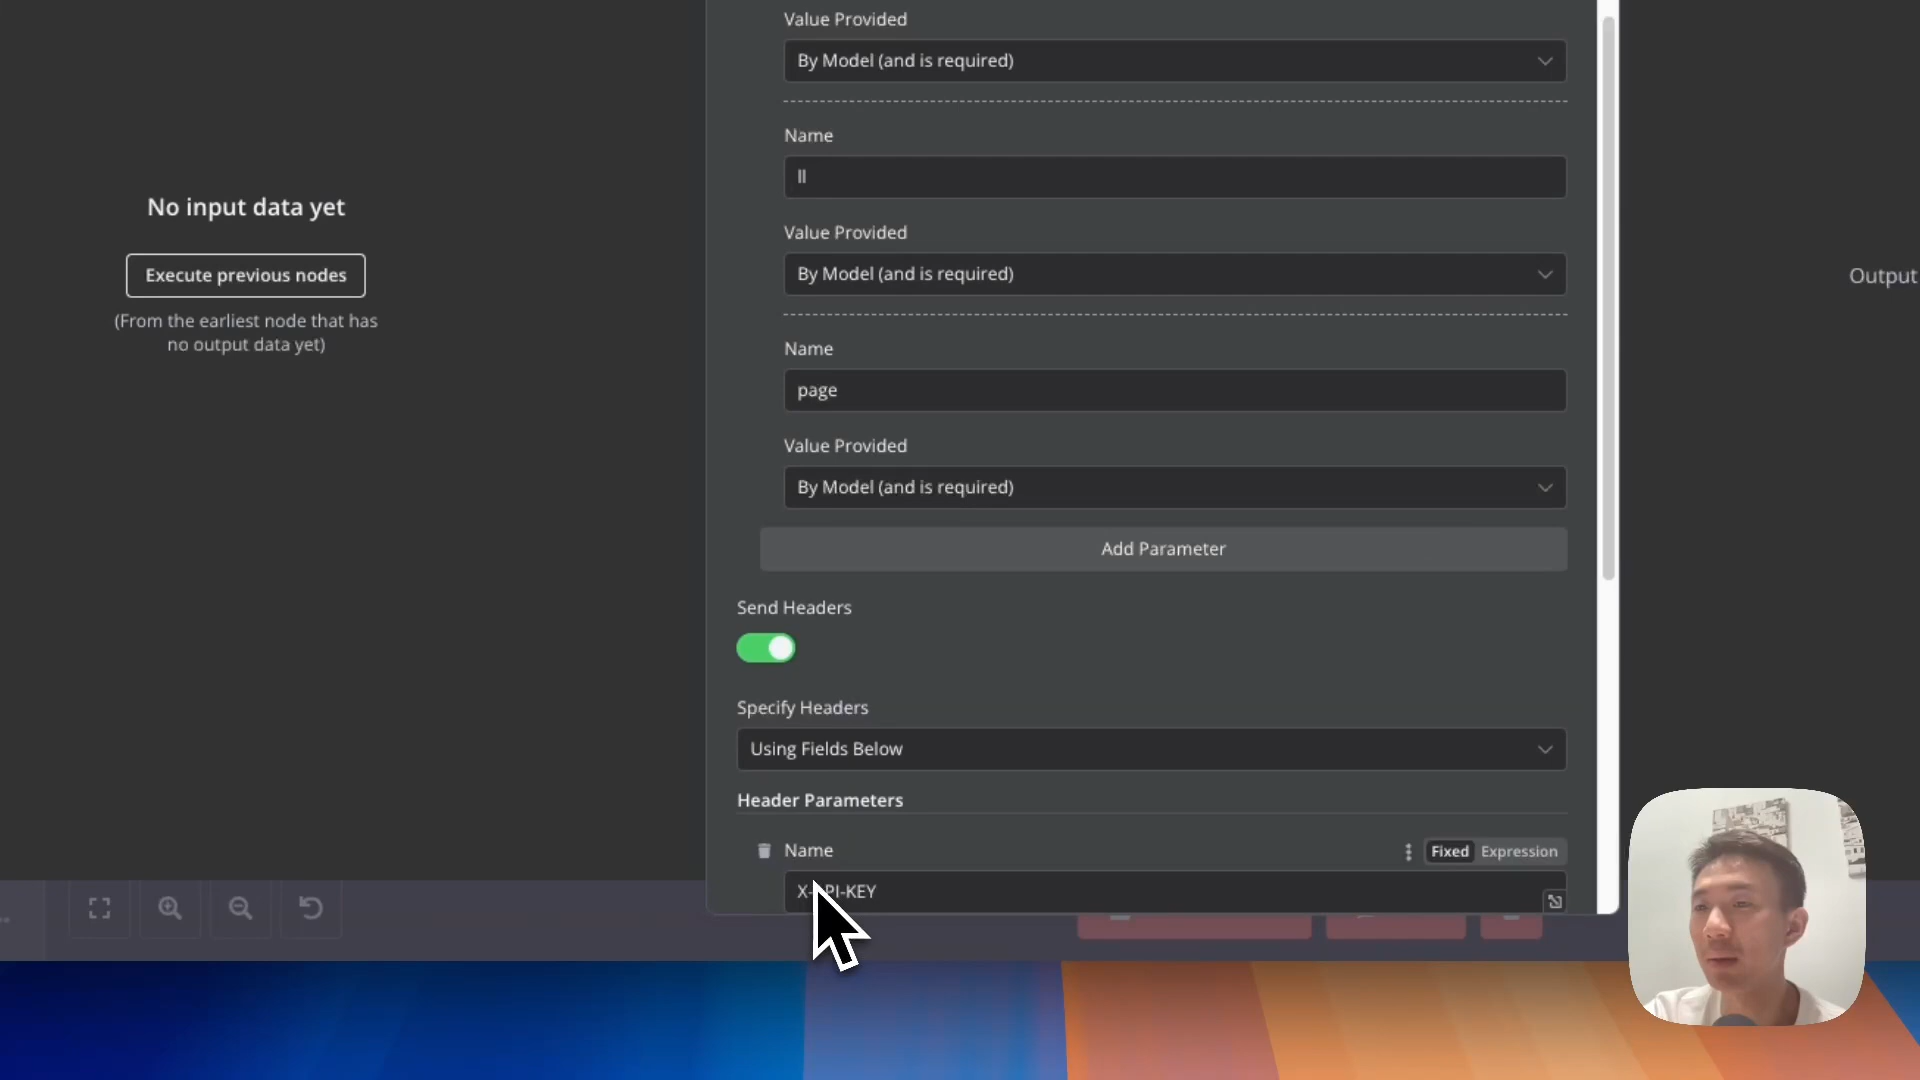 Value Provided
By Model (and is required)
Name
ll
Value Provided
By Model (and is required)
Name
page
Value Provided
By Model (and is required)
Add Parameter
Send Headers
Specify Headers
Using Fields Below
Header Parameters
Name
Fixed Expression
X-API-KEY
No input data yet
Execute previous nodes
(From the earliest node that has
no output data yet)
Output